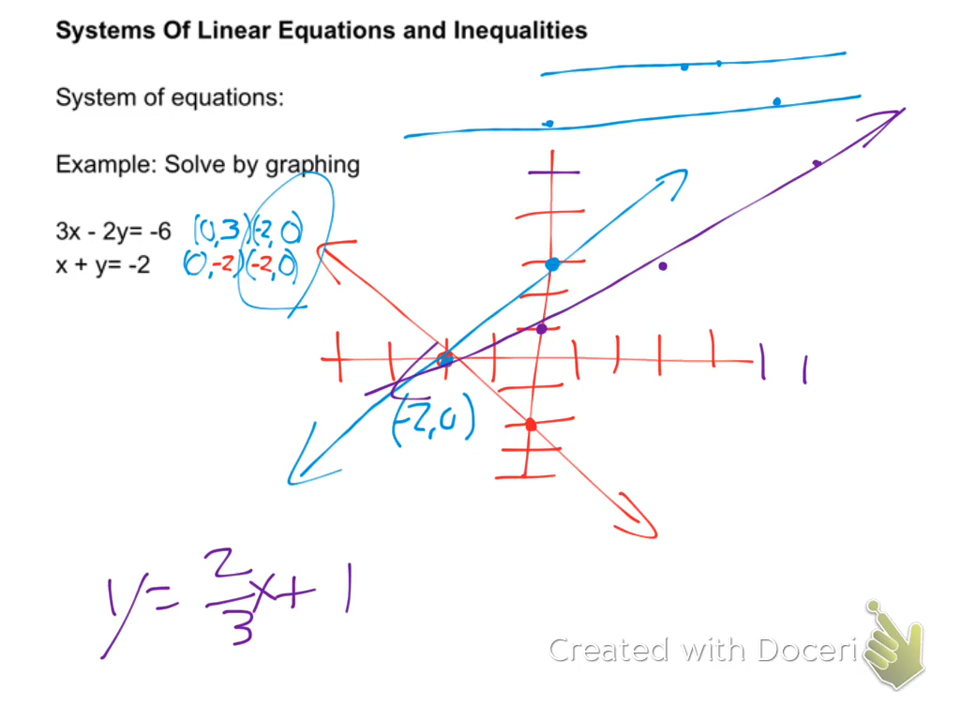 Systems Of Linear Equations and Inequalities
System of equations:
Example: Solve by graphing
3x - 2y= -6 (0,3)(-2,0)
x + y= -2 (0,-2)(-2,0)
(-2,0)
y= 2/3x+ 1
Created with Doceri